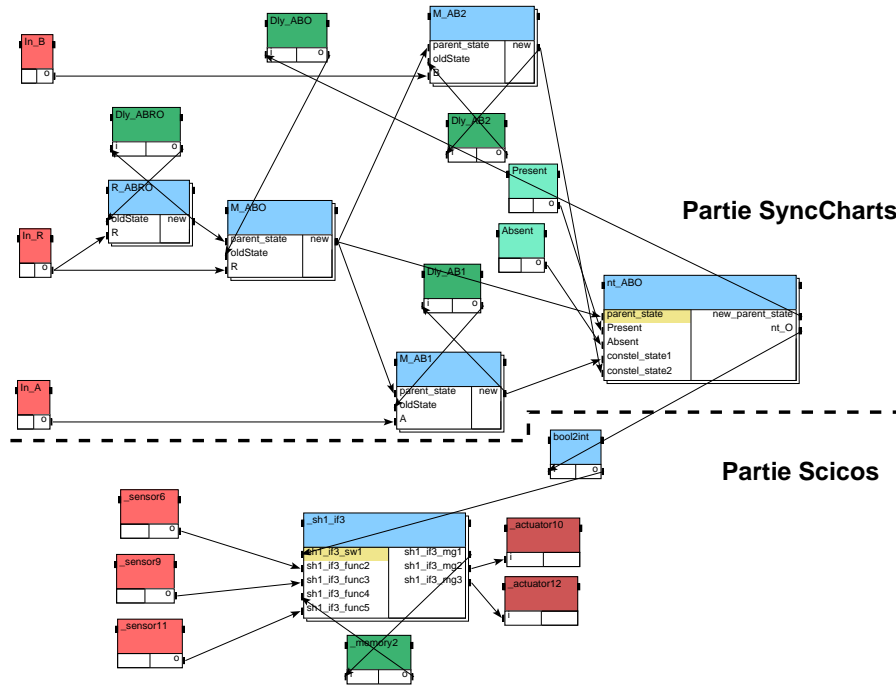 Dly_ABO
i o
M_AB2
parent_state new
oldState
B
In_B
o
Dly_ABRO
i o
Dly_AB2
i o
Present
o
Partie SyncCharts
R_ABRO
oldState new
R
M_ABO
parent_state new
oldState
R
Absent
o
In_R
o
Dly_AB1
i o
nt_ABO
parent_state new_parent_state
Present nt_O
Absent
constel_state1
constel_state2
M_AB1
parent_state new
oldState
A
In_A
o
bool2int
i o
Partie Scicos
_sensor6
o
_sh1_if3
sh1_if3_sw1 sh1_if3_mg1
sh1_if3_func2 sh1_if3_mg2
sh1_if3_func3 sh1_if3_mg3
sh1_if3_func4
sh1_if3_func5
_actuator10
i
_sensor9
o
_actuator12
i
_sensor11
o
_memory2
i o